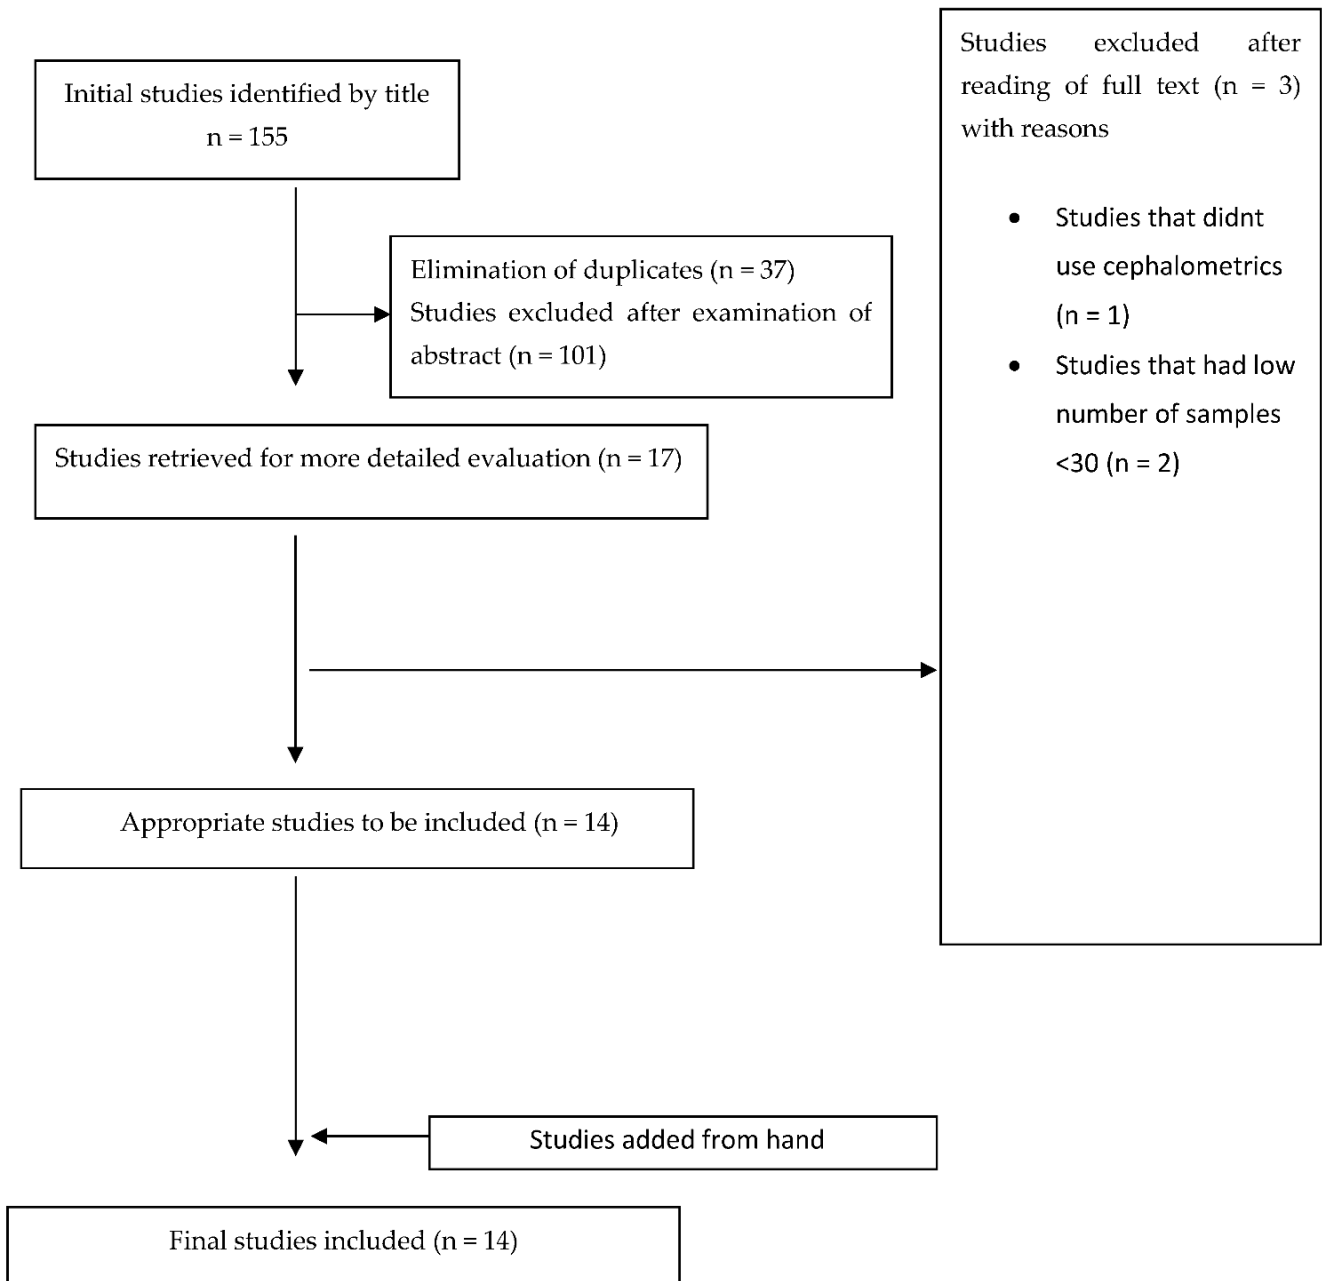 Initial studies identified by title
n = 155
Elimination of duplicates (n = 37)
Studies excluded after examination of
abstract (n = 101)
Studies retrieved for more detailed evaluation (n = 17)
Studies excluded after
reading of full text (n = 3)
with reasons
• Studies that didnt
use cephalometrics
(n = 1)
• Studies that had low
number of samples
<30 (n = 2)
Appropriate studies to be included (n = 14)
Studies added from hand
Final studies included (n = 14)